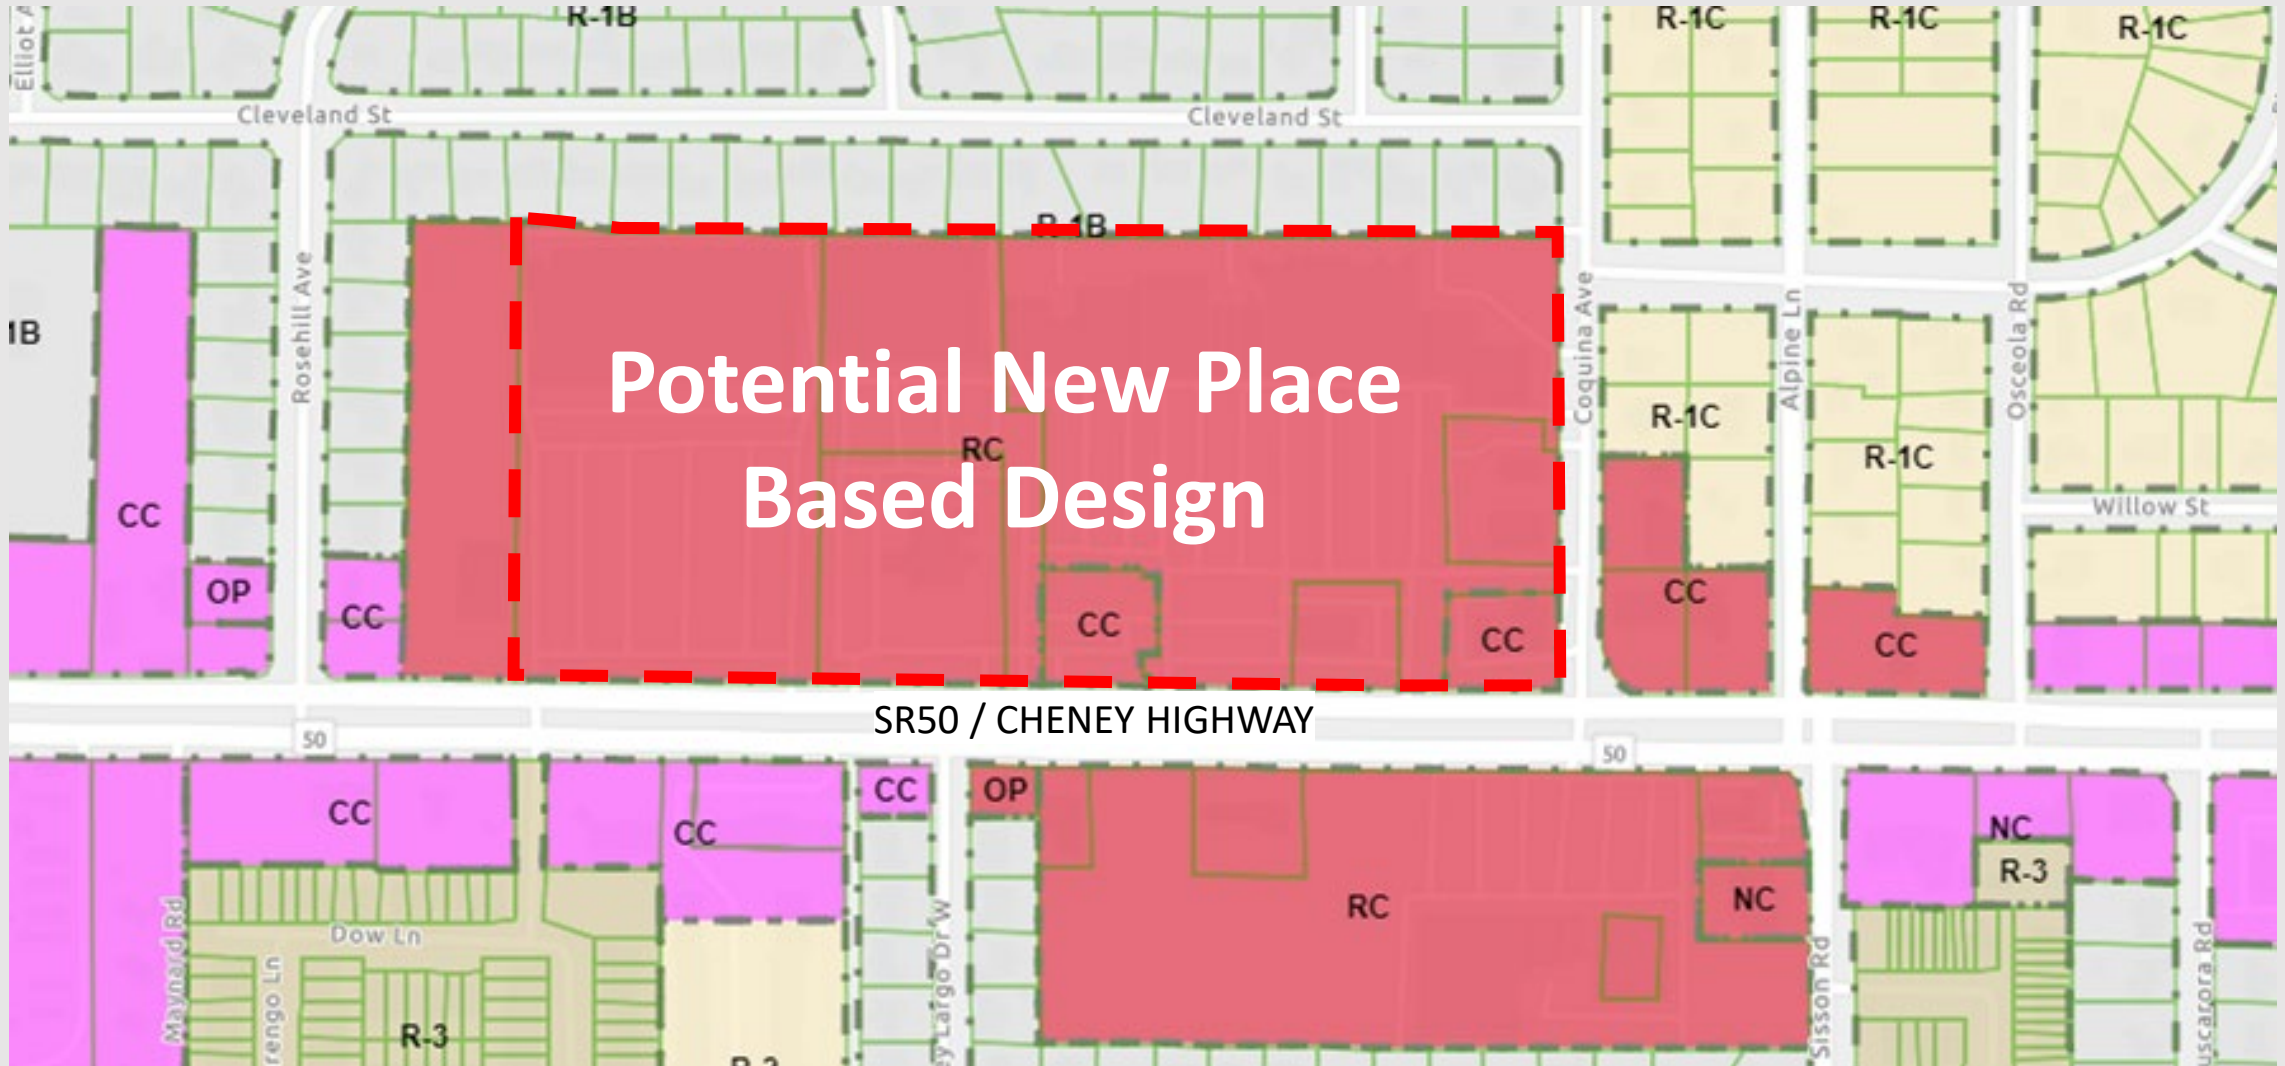 R-1B
R-1C
R-1C
R-1C
Cleveland St
Cleveland St
R-1B
1B
Rosehill Ave
Coquina Ave
Alpine Ln
Osceola Rd
Potential New Place
Based Design
RC
R-1C
R-1C
CC
Willow St
OP
CC
CC
CC
CC
CC
SR50 / CHENEY HIGHWAY
50
50
CC
CC
CC
OP
RC
NC
NC
R-3
Maynard Rd
Dow Ln
R-3
Largo Dr W
Sisson Rd